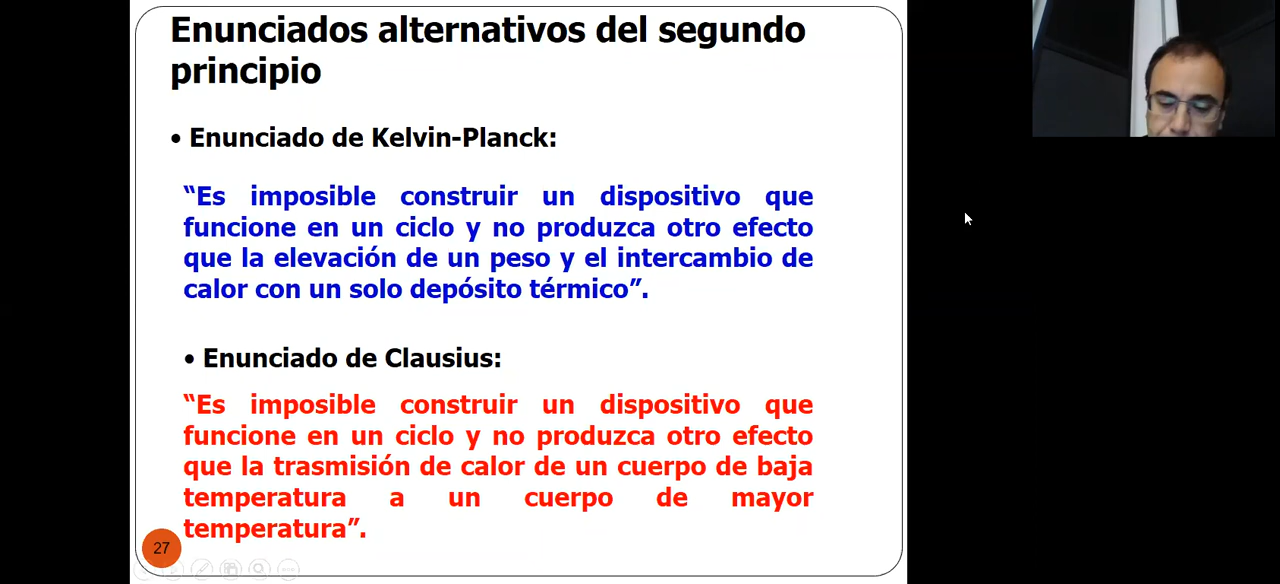 Enunciados alternativos del segundo
principio
• Enunciado de Kelvin-Planck:
“Es imposible construir un dispositivo que
funcione en un ciclo y no produzca otro efecto
que la elevación de un peso y el intercambio de
calor con un solo depósito térmico”.
• Enunciado de Clausius:
“Es imposible construir un dispositivo que
funcione en un ciclo y no produzca otro efecto
que la trasmisión de calor de un cuerpo de baja
temperatura a un cuerpo de mayor
temperatura”.
27